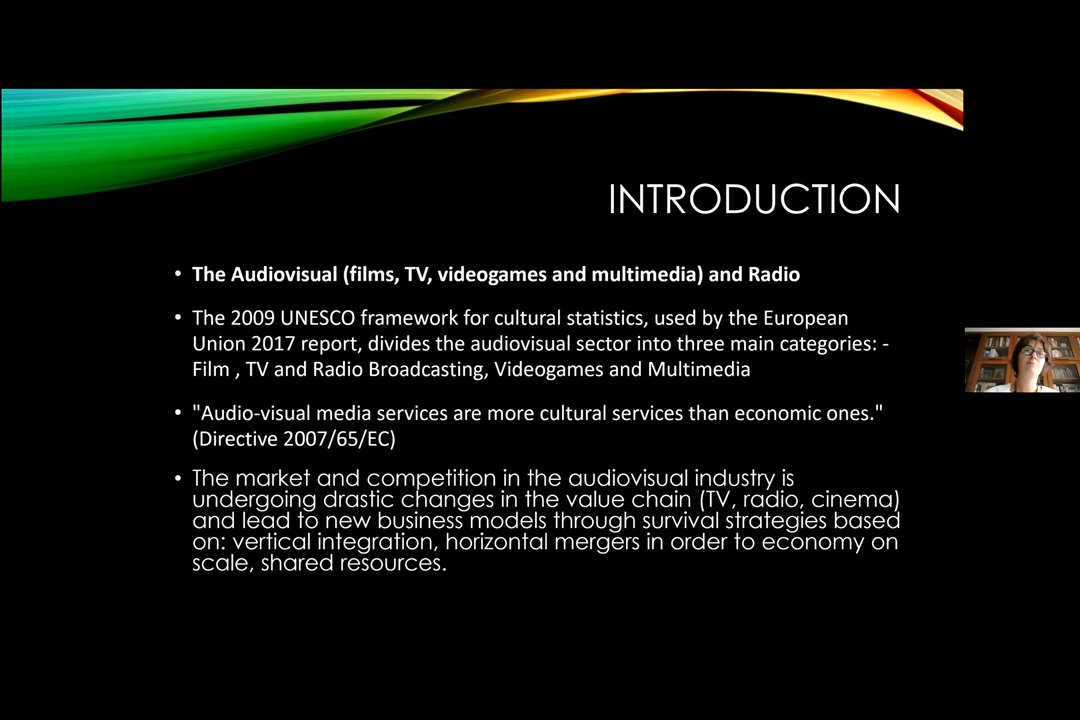 INTRODUCTION
• The Audiovisual (films, TV, videogames and multimedia) and Radio
• The 2009 UNESCO framework for cultural statistics, used by the European
Union 2017 report, divides the audiovisual sector into three main categories: -
Film , TV and Radio Broadcasting, Videogames and Multimedia
• "Audio-visual media services are more cultural services than economic ones."
(Directive 2007/65/EC)
• The market and competition in the audiovisual industry is
undergoing drastic changes in the value chain (TV, radio, cinema)
and lead to new business models through survival strategies based
on: vertical integration, horizontal mergers in order to economy on
scale, shared resources.